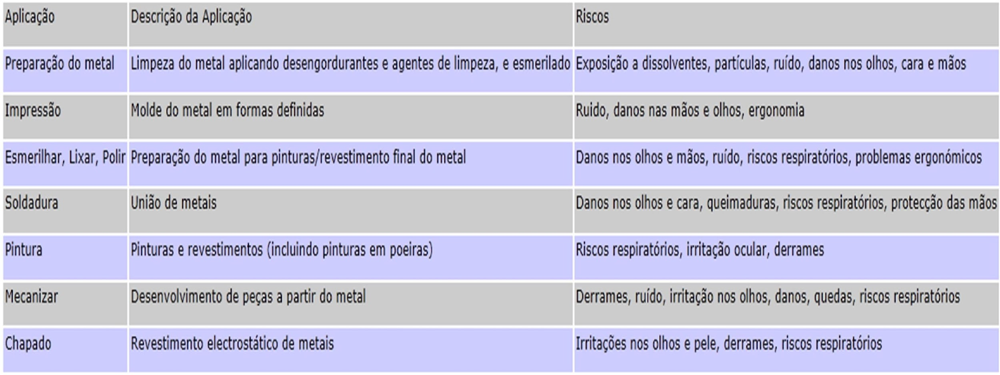 Aplicação Descrição da Aplicação Riscos
Preparação do metal Limpeza do metal aplicando desengordurantes e agentes de limpeza, e esmerilado Exposição a dissolventes, partículas, ruído, danos nos olhos, cara e mãos
Impressão Molde do metal em formas definidas Ruido, danos nas mãos e olhos, ergonomia
Esmerilhar, Lixar, Polir Preparação do metal para pinturas/revestimento final do metal Danos nos olhos e mãos, ruído, riscos respiratórios, problemas ergonómicos
Soldadura União de metais Danos nos olhos e cara, queimaduras, riscos respiratórios, protecção das mãos
Pintura Pinturas e revestimentos (incluindo pinturas em poeiras) Riscos respiratórios, irritação ocular, derrames
Mecanizar Desenvolvimento de peças a partir do metal Derrames, ruído, irritação nos olhos, danos, quedas, riscos respiratórios
Chapado Revestimento electrostático de metais Irritações nos olhos e pele, derrames, riscos respiratórios